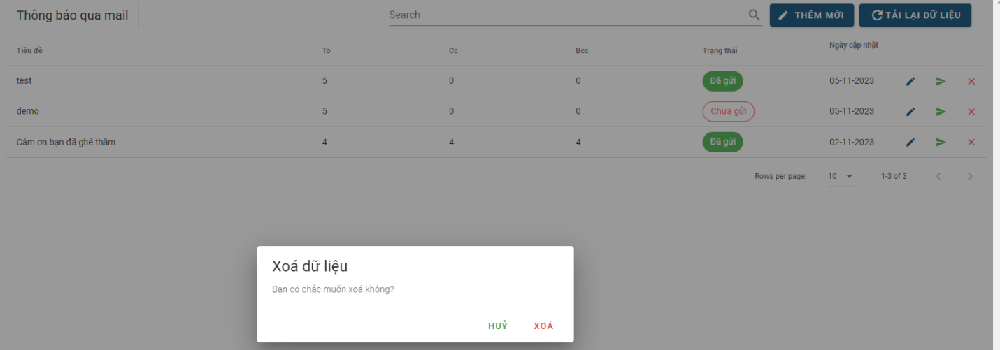 Thông báo qua mail
Search
THÊM MỚI
TẢI LẠI DỮ LIỆU
Tiêu đề To Cc Bcc Trạng thái Ngày cập nhật
test 5 0 0 Đã gửi 05-11-2023
demo 5 0 0 Chưa gửi 05-11-2023
Cảm ơn bạn đã ghé thăm 4 4 4 Đã gửi 02-11-2023
Rows per page: 10 1-3 of 3
Xoá dữ liệu
Bạn có chắc muốn xoá không?
HUỶ XOÁ